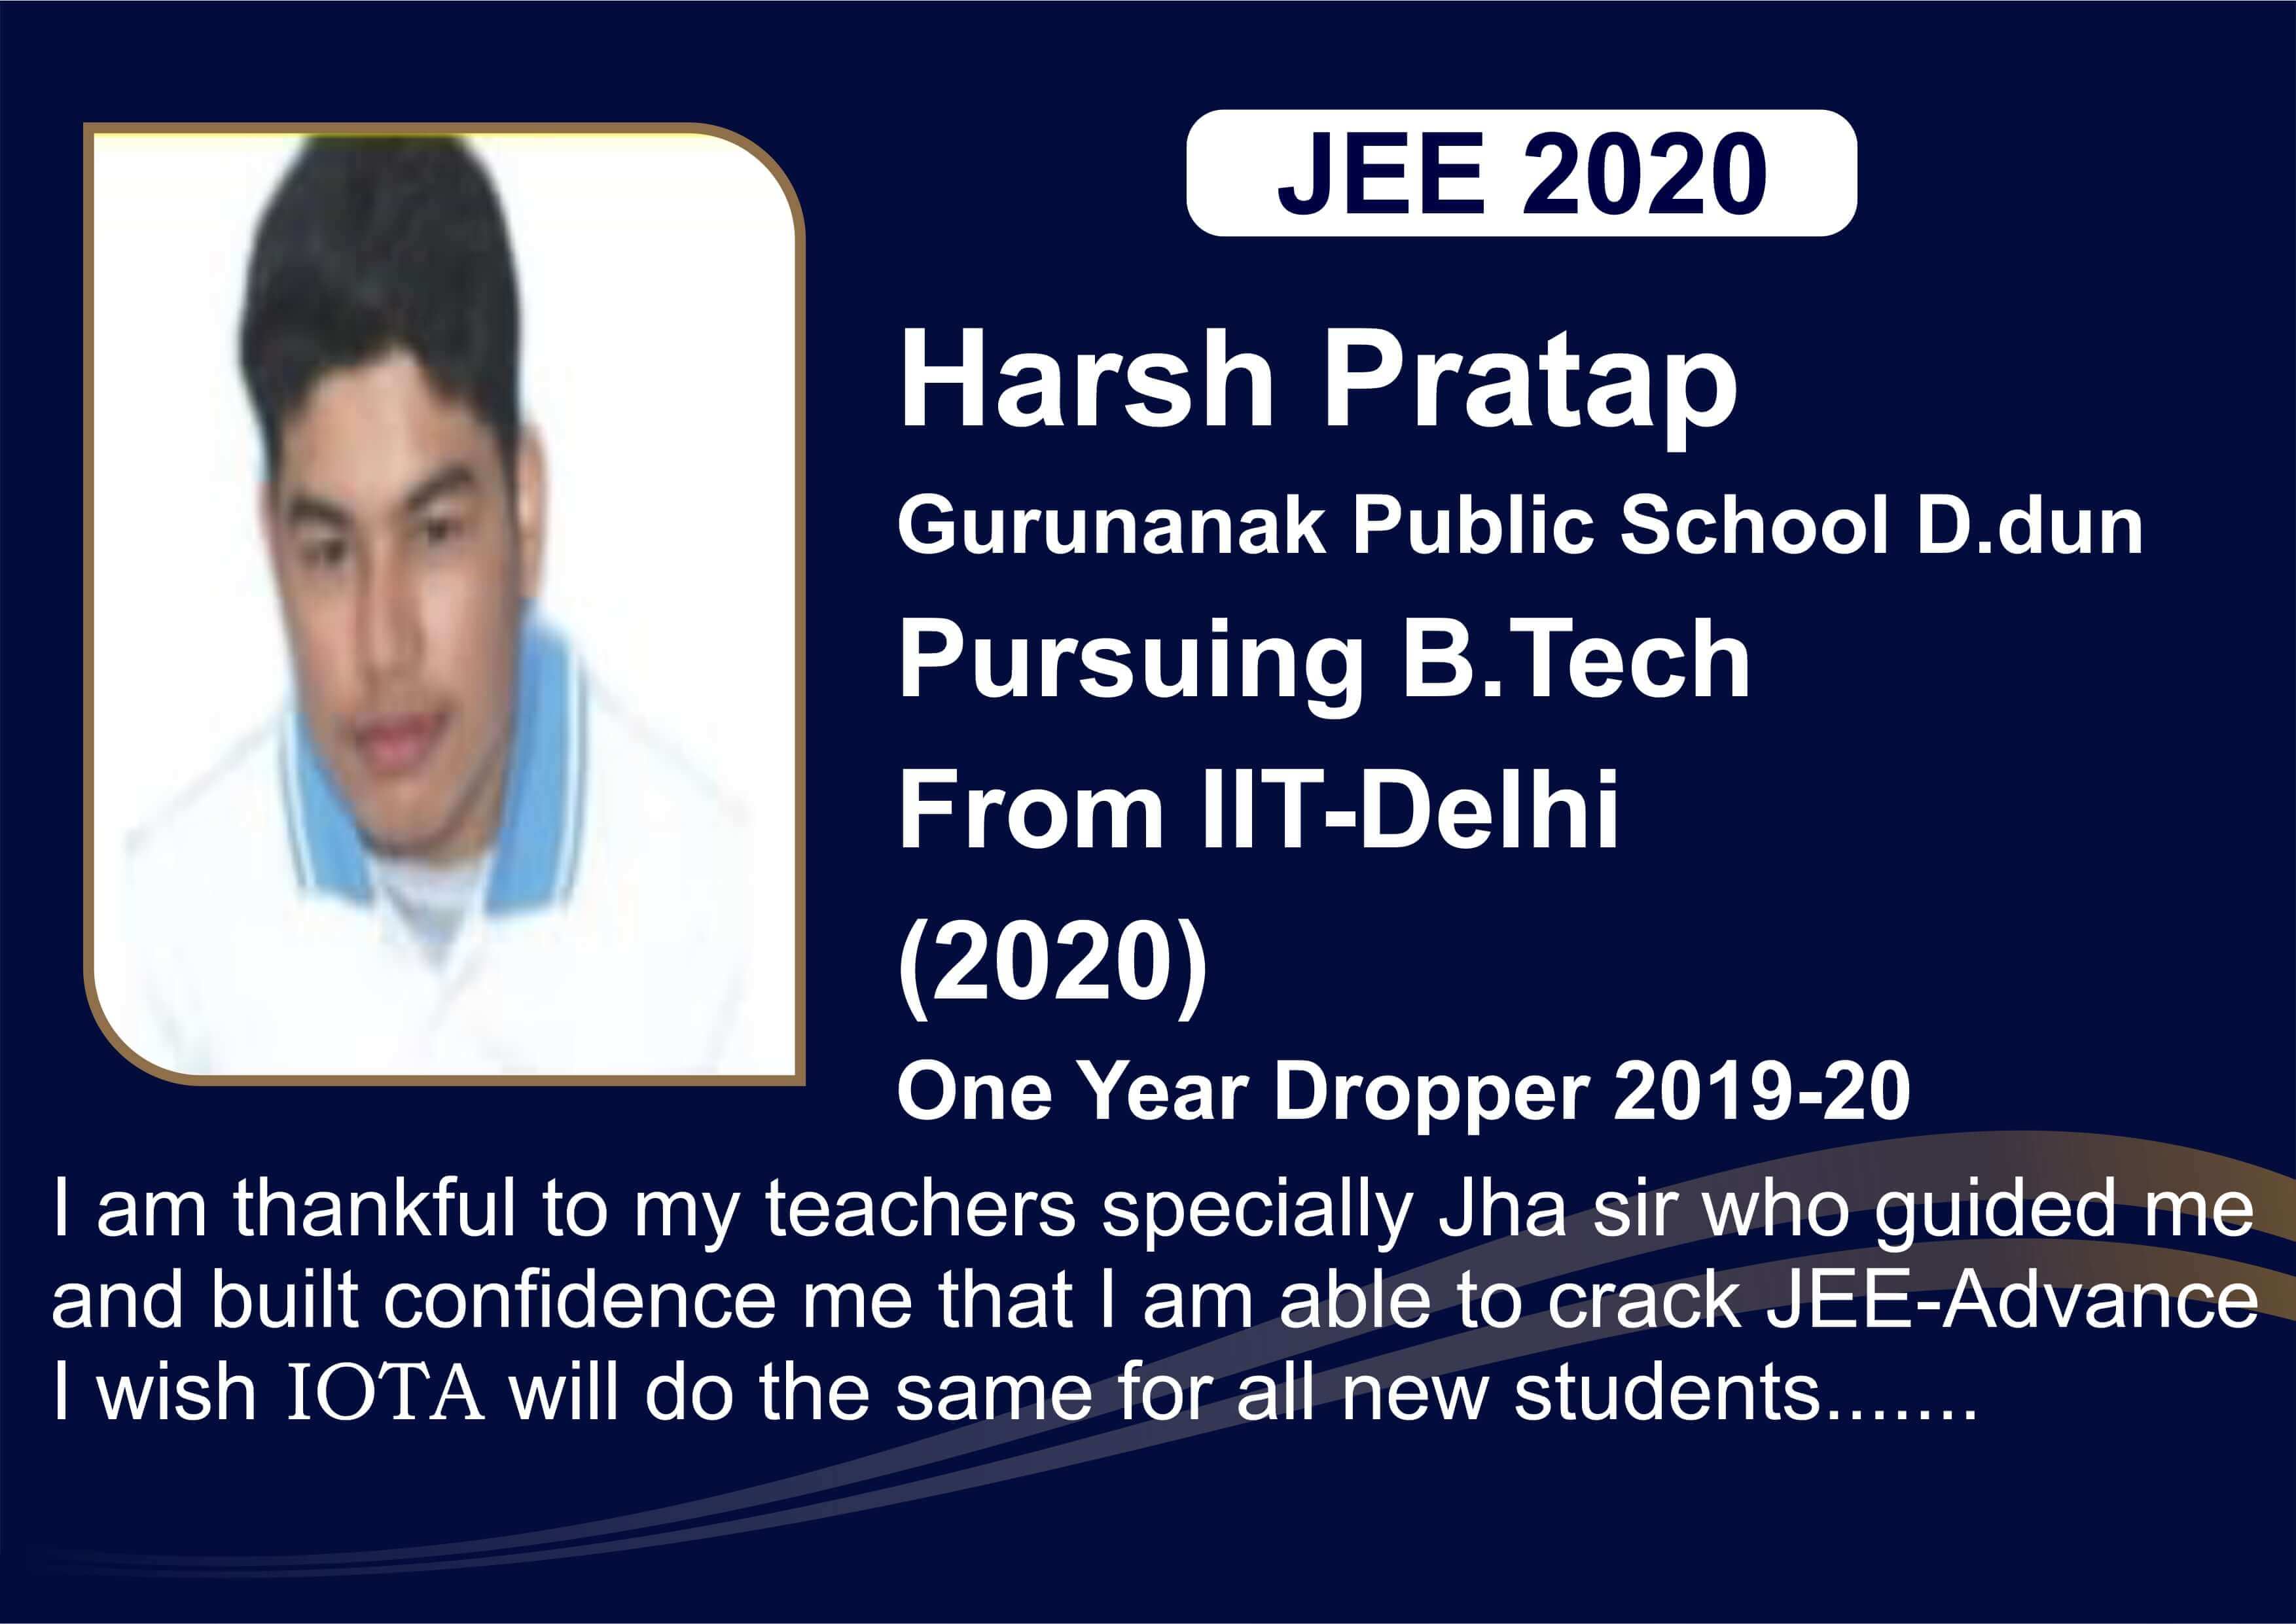 JEE 2020
Harsh Pratap
Gurunanak Public School D.dun
Pursuing B.Tech
From IIT-Delhi
(2020)
One Year Dropper 2019-20
I am thankful to my teachers specially Jha sir who guided me
and built confidence me that I am able to crack JEE-Advance
I wish IOTA will do the same for all new students.......